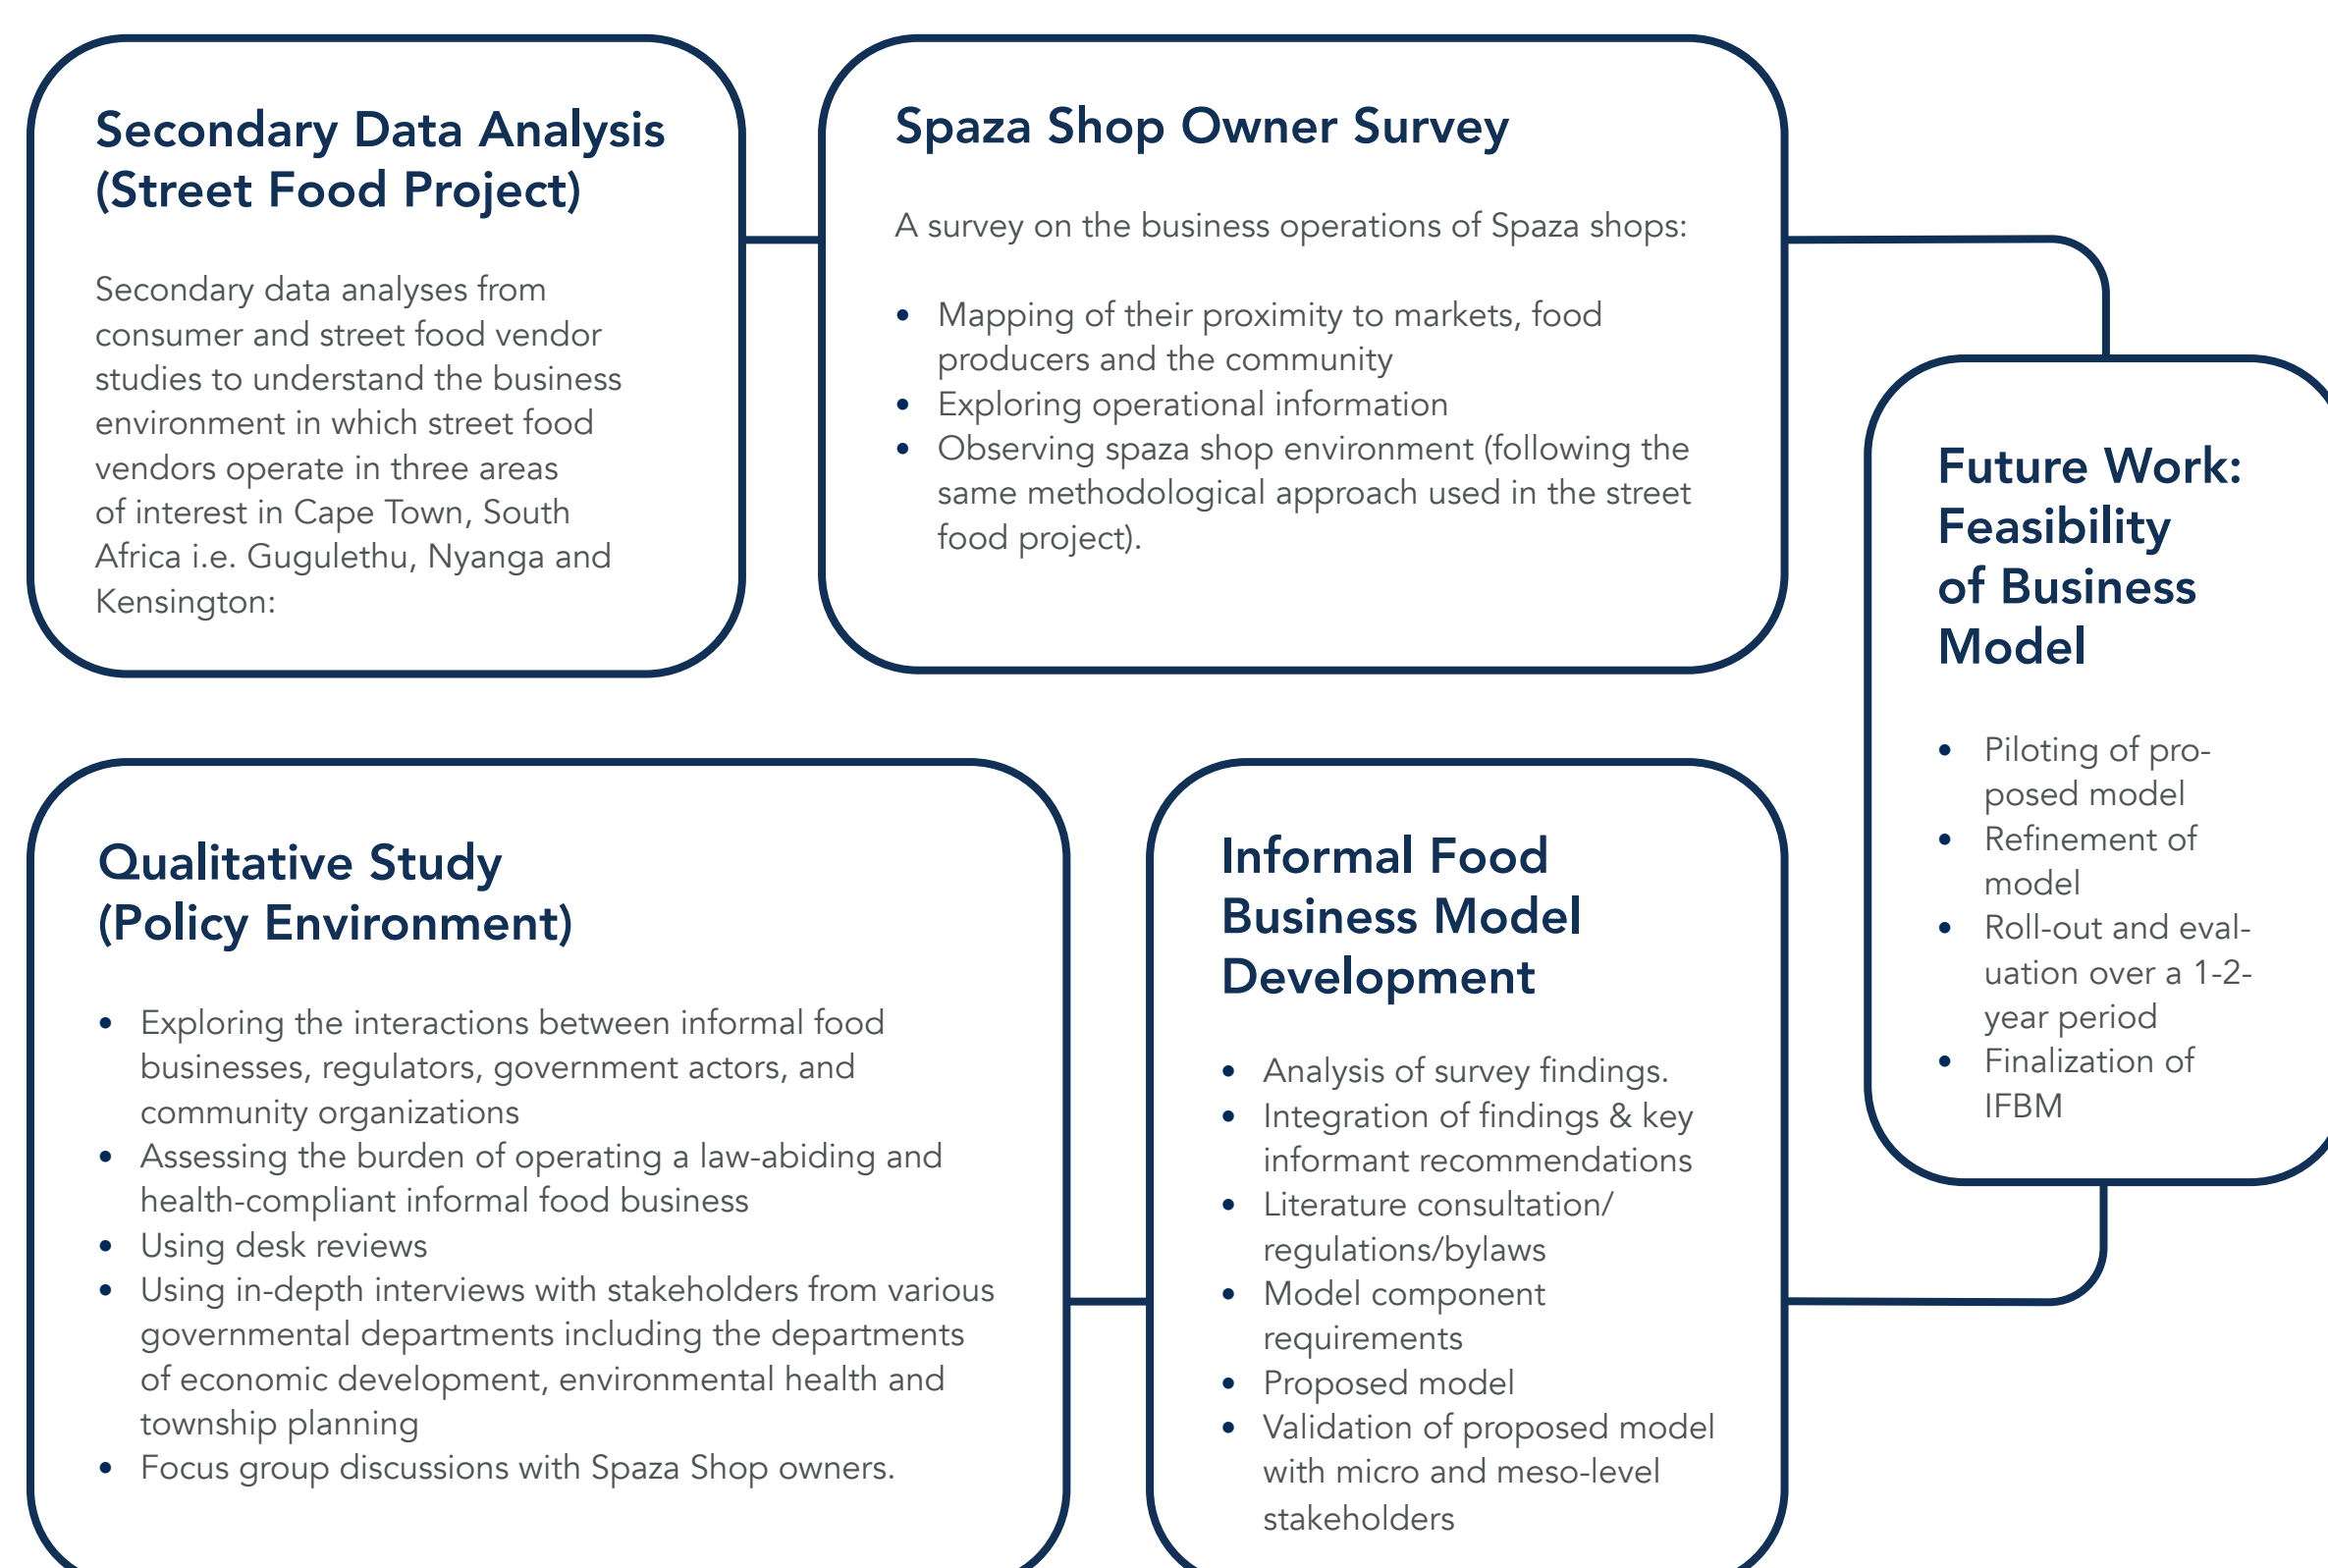 Secondary Data Analysis
(Street Food Project)
Secondary data analyses from
consumer and street food vendor
studies to understand the business
environment in which street food
vendors operate in three areas
of interest in Cape Town, South
Africa i.e. Gugulethu, Nyanga and
Kensington:
Spaza Shop Owner Survey
A survey on the business operations of Spaza shops:
• Mapping of their proximity to markets, food
producers and the community
• Exploring operational information
• Observing spaza shop environment (following the
same methodological approach used in the street
food project).
Future Work:
Feasibility
of Business
Model
• Piloting of pro-
posed model
• Refinement of
model
• Roll-out and eval-
uation over a 1-2-
year period
• Finalization of
IFBM
Qualitative Study
(Policy Environment)
• Exploring the interactions between informal food
businesses, regulators, government actors, and
community organizations
• Assessing the burden of operating a law-abiding and
health-compliant informal food business
• Using desk reviews
• Using in-depth interviews with stakeholders from various
governmental departments including the departments
of economic development, environmental health and
township planning
• Focus group discussions with Spaza Shop owners.
Informal Food
Business Model
Development
• Analysis of survey findings.
• Integration of findings & key
informant recommendations
• Literature consultation/
regulations/bylaws
• Model component
requirements
• Proposed model
• Validation of proposed model
with micro and meso-level
stakeholders